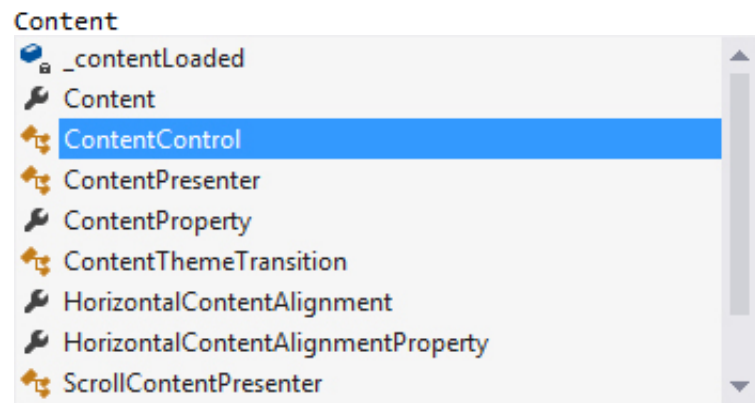 Content
_contentLoaded
Content
ContentControl
ContentPresenter
ContentProperty
ContentThemeTransition
HorizontalContentAlignment
HorizontalContentAlignmentProperty
ScrollContentPresenter